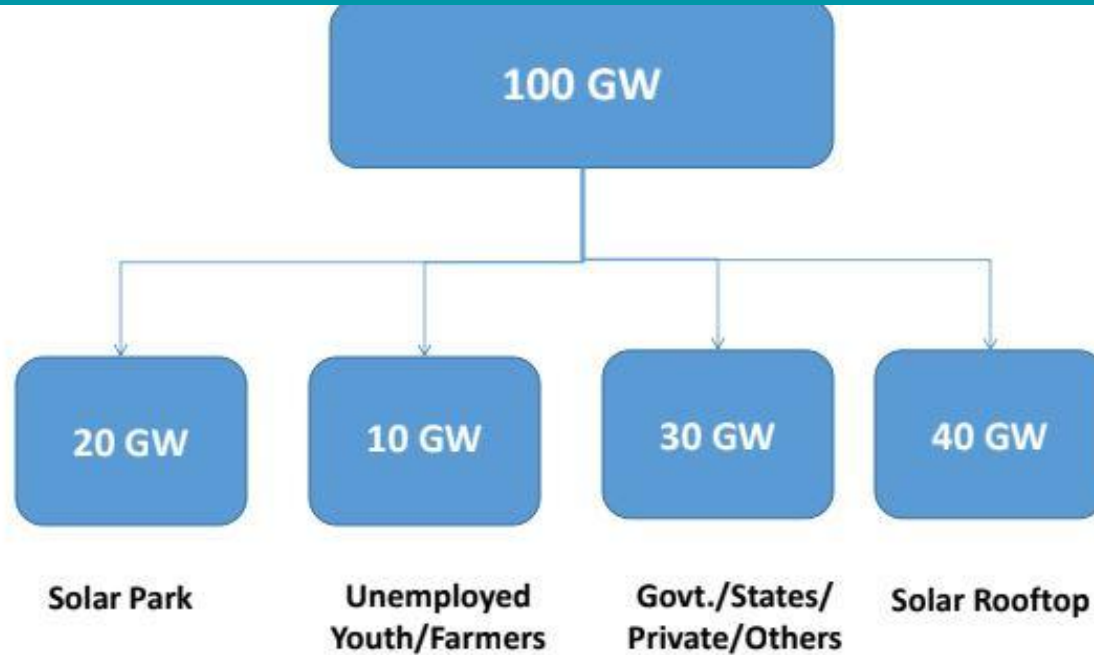 100 GW
20 GW
10 GW
30 GW
40 GW
Solar Park
Unemployed
Youth/Farmers
Govt./States/
Private/Others
Solar Rooftop